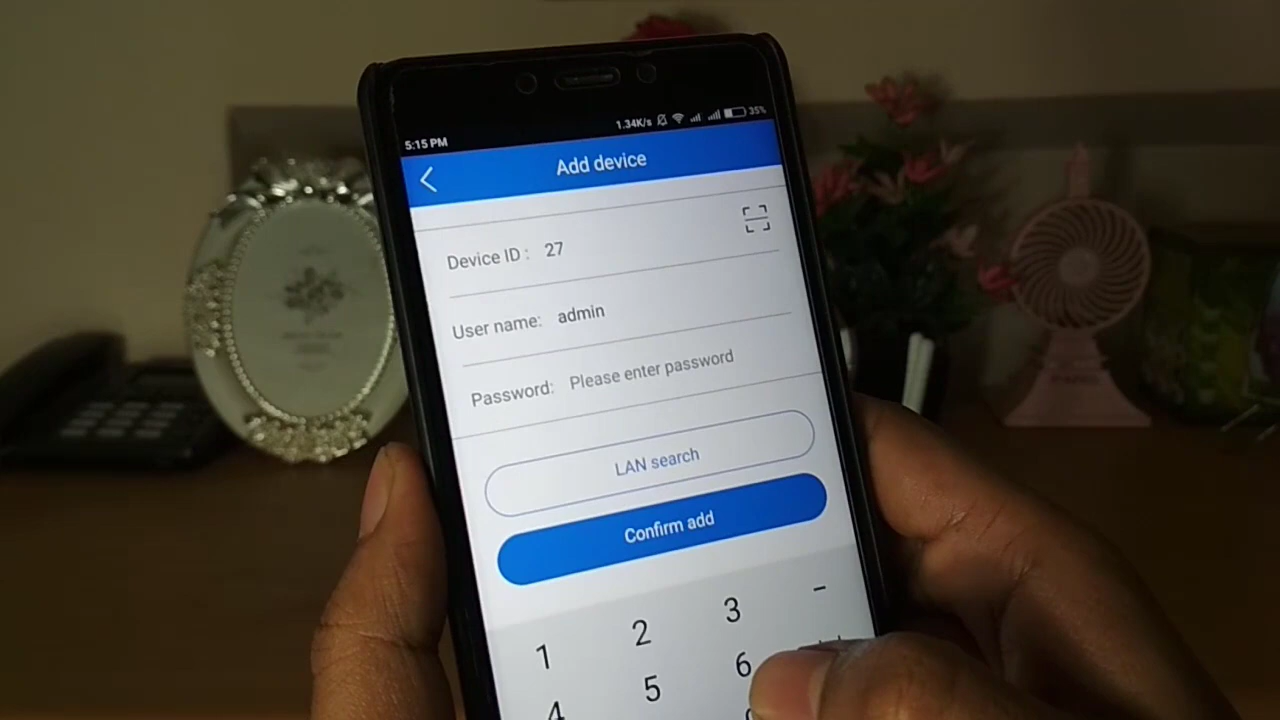 5:15 PM 1.34K/s 35%
Add device
Device ID : 27
User name: admin
Password: Please enter password
LAN search
Confirm add
1 2 3 -
4 5 6